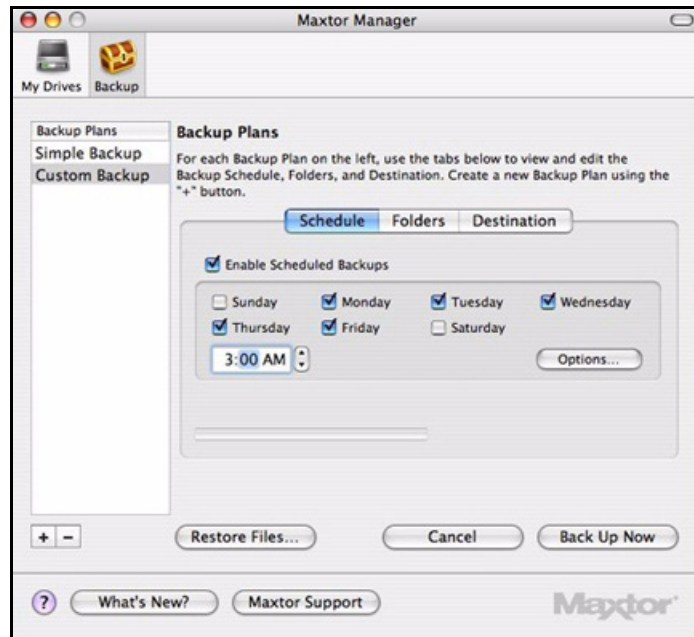 Maxtor Manager
My Drives Backup
Backup Plans
Simple Backup
Custom Backup
Backup Plans
For each Backup Plan on the left, use the tabs below to view and edit the
Backup Schedule, Folders, and Destination. Create a new Backup Plan using the
"+" button.
Schedule Folders Destination
Enable Scheduled Backups
Sunday Monday Tuesday Wednesday
Thursday Friday Saturday
3:00 AM Options...
+ − Restore Files... Cancel Back Up Now
? What's New? Maxtor Support Maxtor